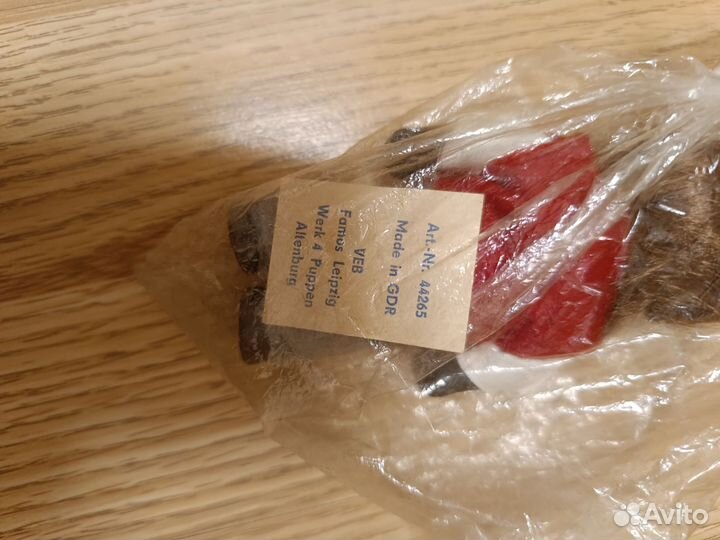 Art.-Nr. 44265
Made in GDR
VEB
Famos Leipzig
Werk 4 Puppen
Altenburg
Avito